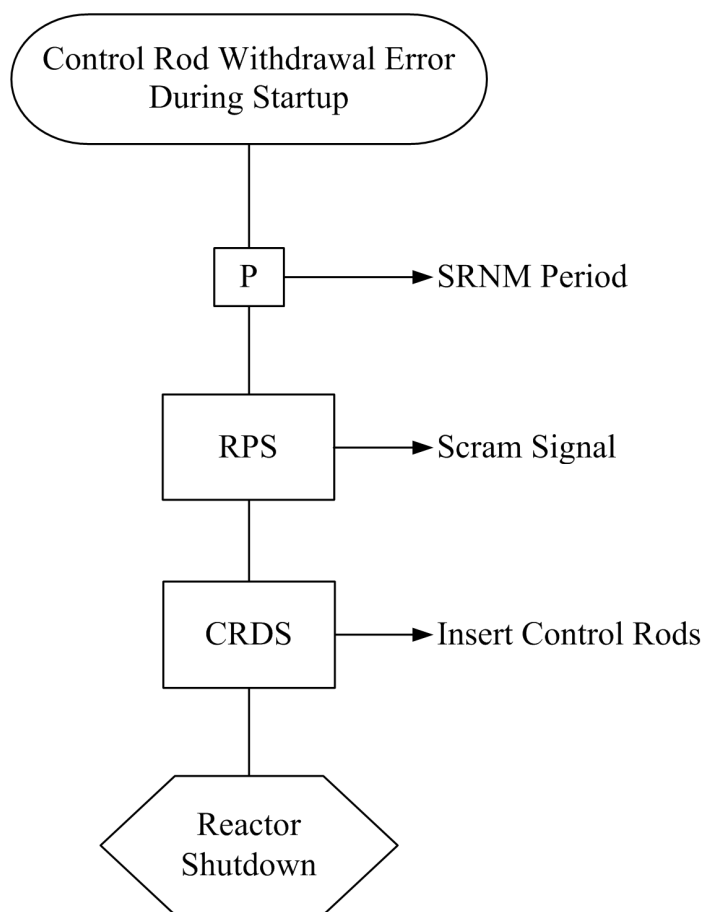 Control Rod Withdrawal Error
During Startup
P
SRNM Period
RPS
Scram Signal
CRDS
Insert Control Rods
Reactor
Shutdown